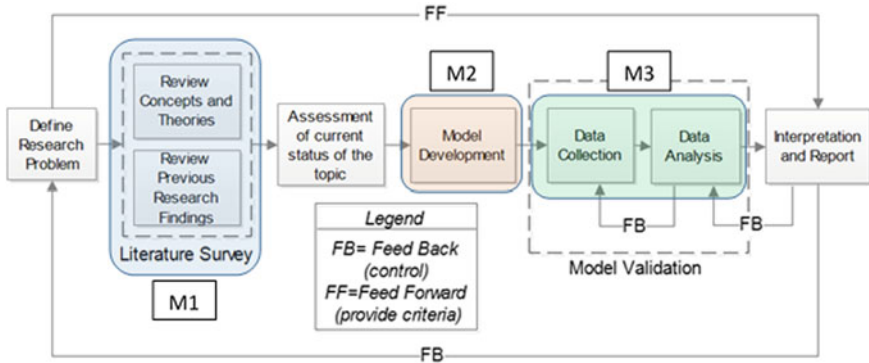 FF
M1
M2
M3
Define
Research
Problem
Review
Concepts and
Theories
Review
Previous
Research
Findings
Literature Survey
Assessment
of current
status of the
topic
Model
Development
Data
Collection
Data
Analysis
FB
FB
Model Validation
Interpretation
and Report
Legend
FB= Feed Back
(control)
FF=Feed Forward
(provide criteria)
FB